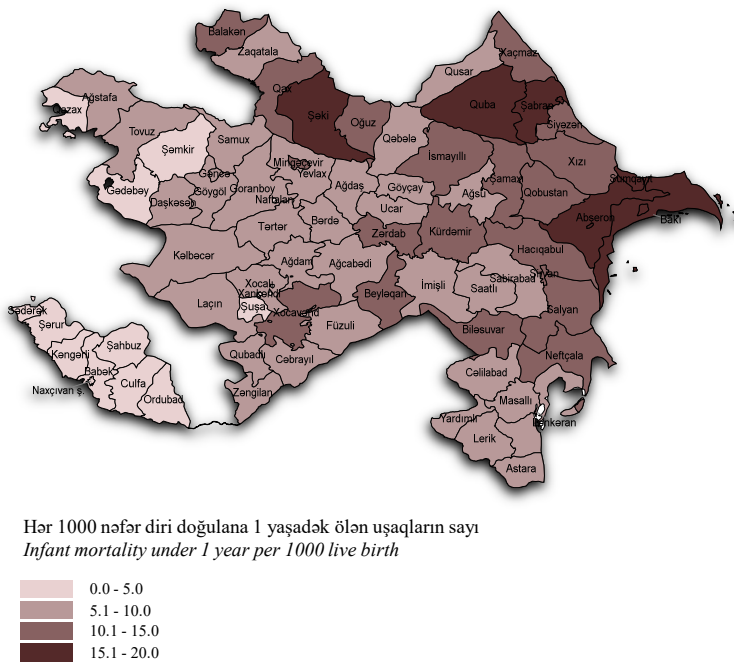 Balakən
Zaqatala
Qax
Şəki
Oğuz
Qəbələ
Qusar
Xaçmaz
Quba
Şabran
Siyəzən
Xızı
Sumqayıt
Abşeron
Bakı
Qazax
Ağstafa
Tovuz
Şəmkir
Samux
Gədəbəy
Gəncə
Daşkəsən
Göygöl
Goranboy
Naftalan
Mingəçevir
Yevlax
Ağdaş
Göyçay
Ucar
İsmayıllı
Ağsu
Şamaxı
Qobustan
Zərdab
Kürdəmir
Hacıqabul
Bərdə
Tərtər
Kəlbəcər
Ağdam
Ağcabədi
Beyləqan
İmişli
Saatlı
Sabirabad
Şirvan
Salyan
Laçın
Xocalı
Xankəndi
Şuşa
Xocavənd
Füzuli
Biləsuvar
Neftçala
Qubadlı
Cəbrayıl
Zəngilan
Cəlilabad
Masallı
Yardımlı
Lənkəran
Lerik
Astara
Sədərək
Şərur
Kəngərli
Şahbuz
Babək
Culfa
Naxçıvan ş.
Ordubad
Hər 1000 nəfər diri doğulana 1 yaşadək ölən uşaqların sayı
Infant mortality under 1 year per 1000 live birth
0.0 - 5.0
5.1 - 10.0
10.1 - 15.0
15.1 - 20.0